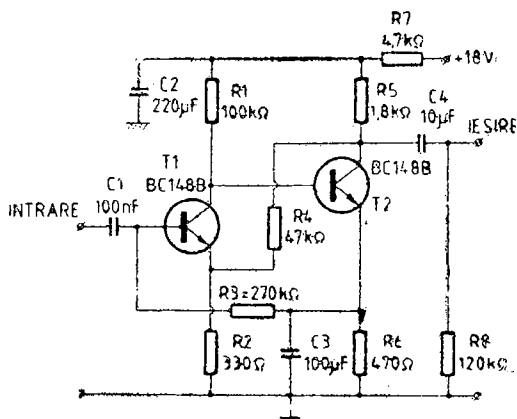 R7
4,7kΩ
+18V
C2
220µF
R1
100kΩ
R5
1,8kΩ
C4
10µF
IESIRE
T1
BC148B
C1
100nF
INTRARE
BC148B
T2
R4
47kΩ
R3=270kΩ
R2
330Ω
C3
100µF
R6
470Ω
R8
120kΩ